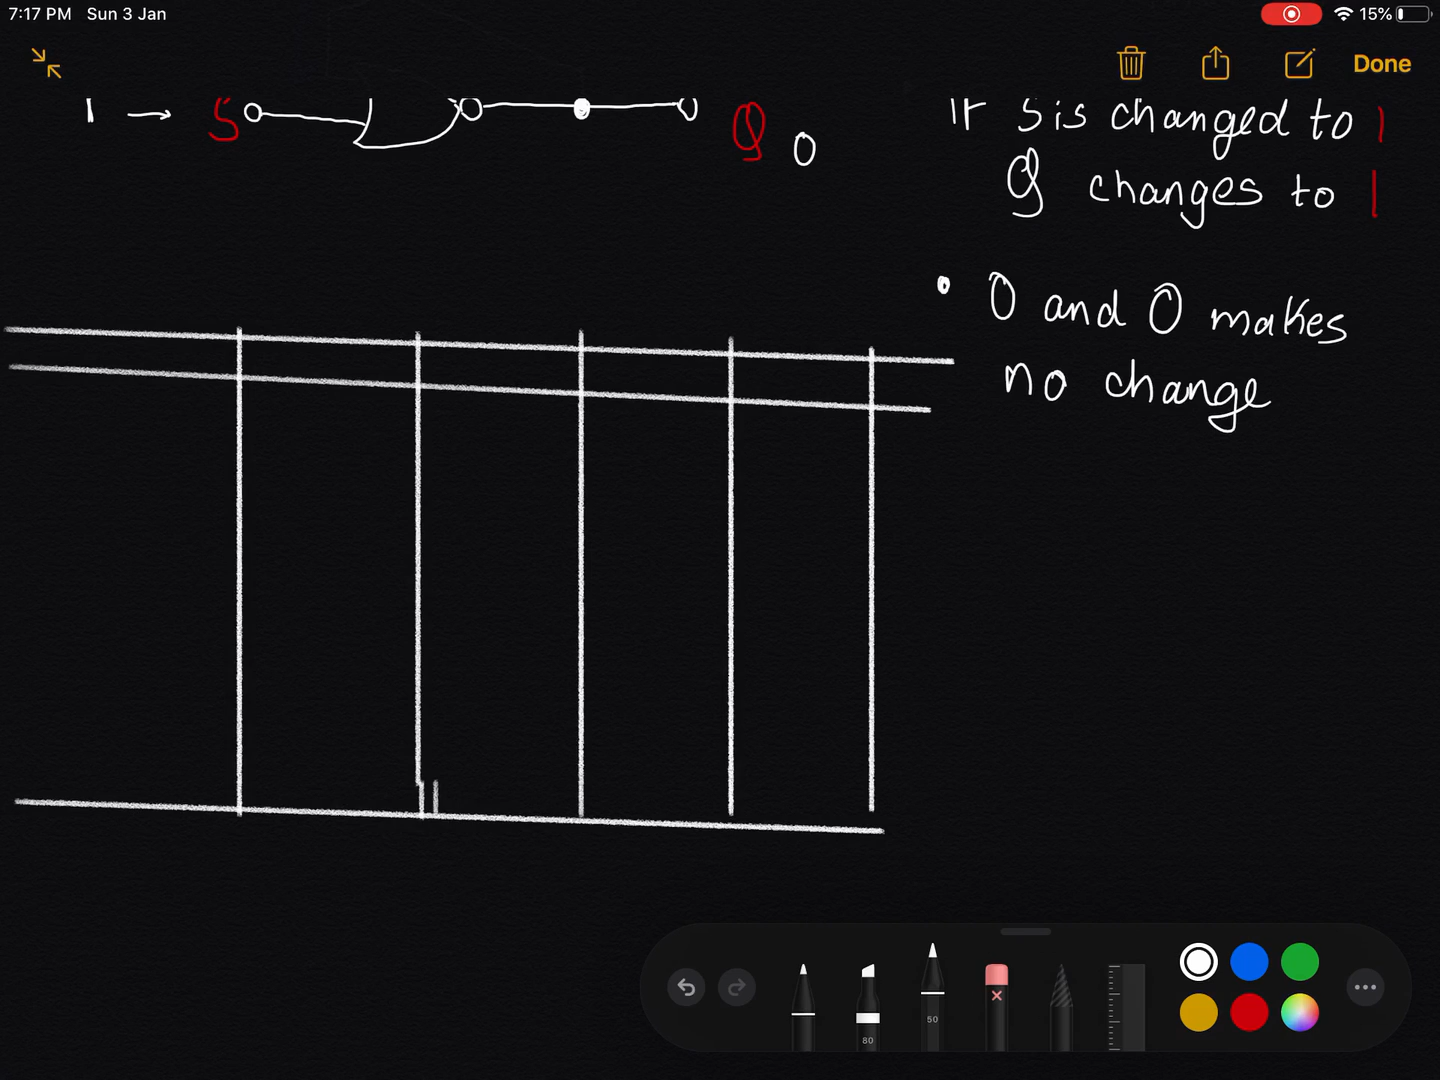 7:17 PM Sun 3 Jan
15%
Done
1 → S
Q 0
If S is changed to 1
Q changes to 1
• 0 and 0 makes
no change
50
80